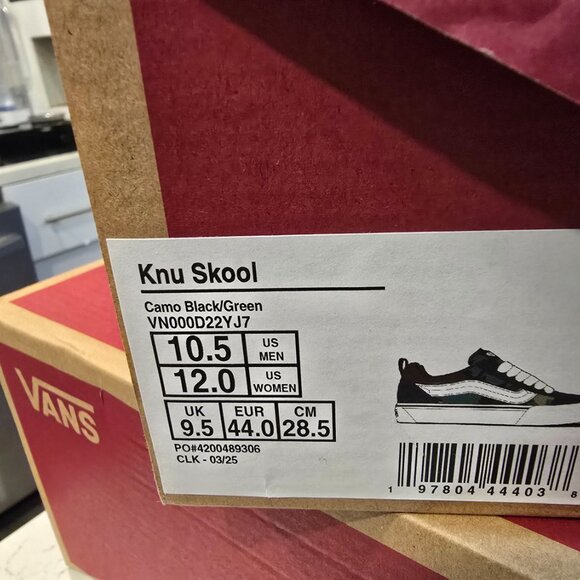 Knu Skool
Camo Black/Green
VN000D22YJ7
10.5 US MEN
12.0 US WOMEN
UK 9.5 EUR 44.0 CM 28.5
PO#4200489306
CLK - 03/25
1 97804 44403 8
VANS